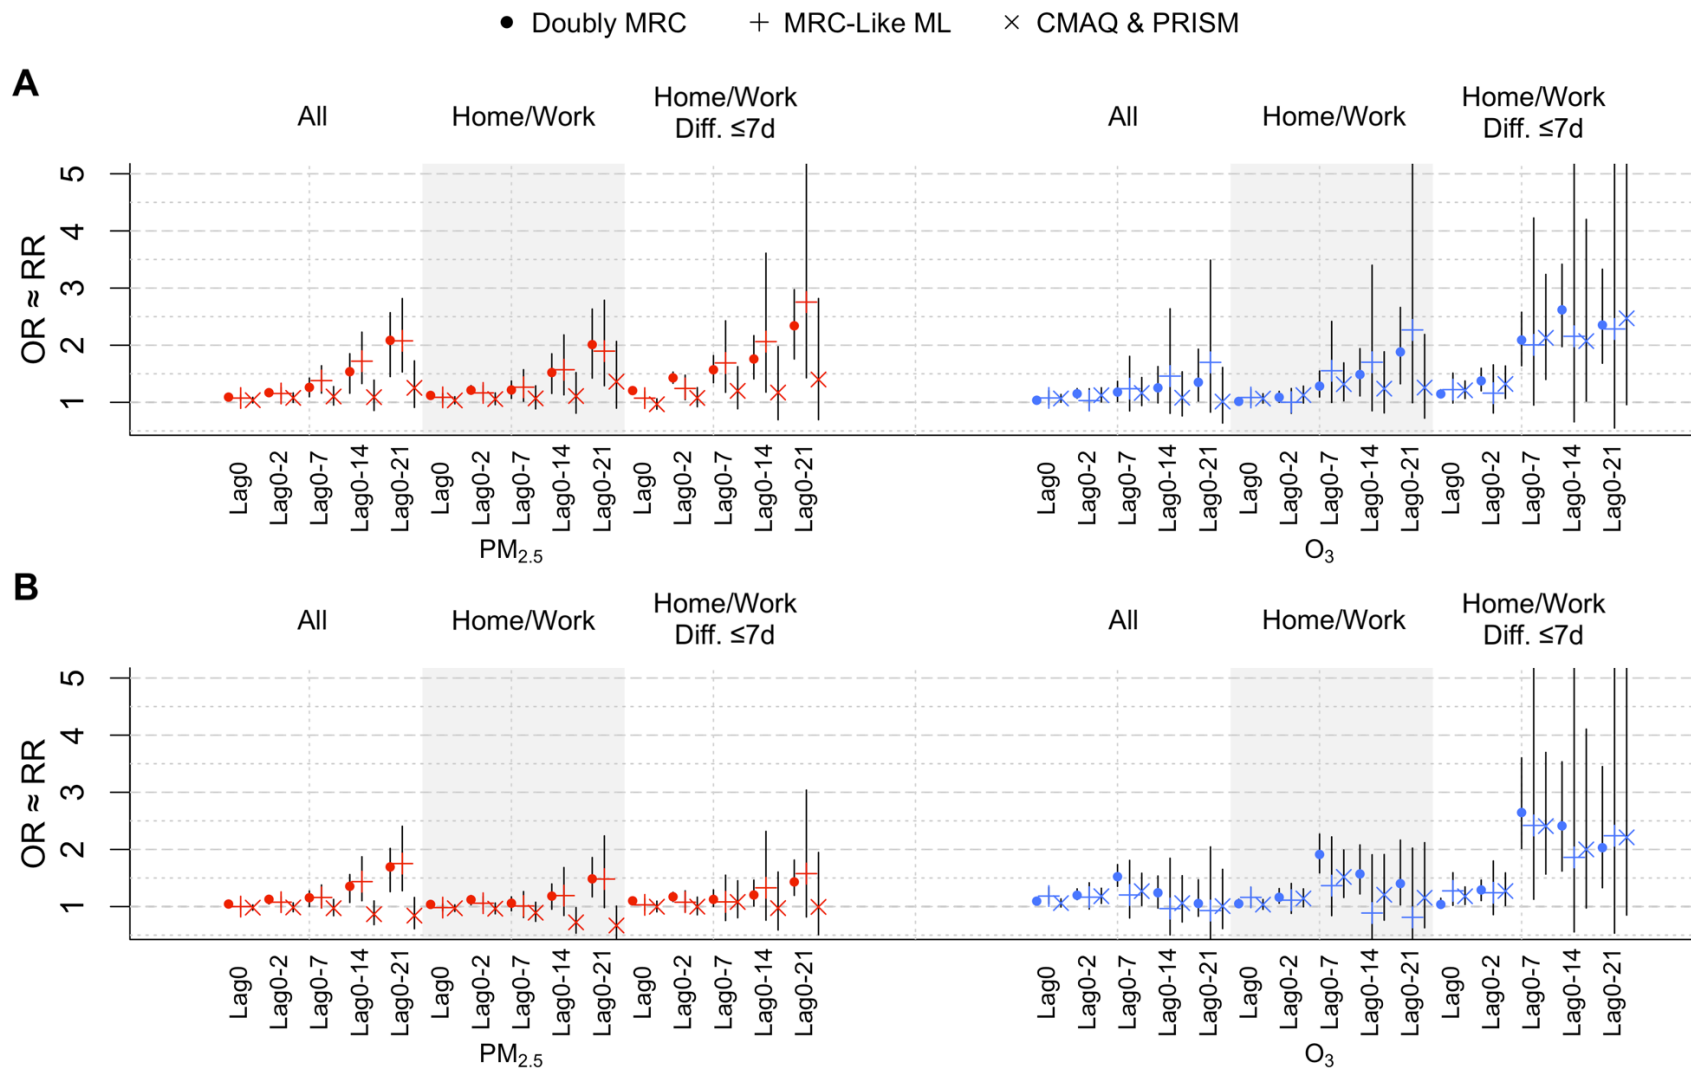 Doubly MRC MRC-Like ML CMAQ & PRISM
A
All Home/Work Home/Work Diff. ≤7d All Home/Work Home/Work Diff. ≤7d
OR ≈ RR
5
4
3
2
1
Lag0 Lag0-2 Lag0-7 Lag0-14 Lag0-21 Lag0 Lag0-2 Lag0-7 Lag0-14 Lag0-21 Lag0 Lag0-2 Lag0-7 Lag0-14 Lag0-21 Lag0 Lag0-2 Lag0-7 Lag0-14 Lag0-21 Lag0 Lag0-2 Lag0-7 Lag0-14 Lag0-21 Lag0 Lag0-2 Lag0-7 Lag0-14 Lag0-21
PM2.5 O3
B
All Home/Work Home/Work Diff. ≤7d All Home/Work Home/Work Diff. ≤7d
OR ≈ RR
5
4
3
2
1
Lag0 Lag0-2 Lag0-7 Lag0-14 Lag0-21 Lag0 Lag0-2 Lag0-7 Lag0-14 Lag0-21 Lag0 Lag0-2 Lag0-7 Lag0-14 Lag0-21 Lag0 Lag0-2 Lag0-7 Lag0-14 Lag0-21 Lag0 Lag0-2 Lag0-7 Lag0-14 Lag0-21 Lag0 Lag0-2 Lag0-7 Lag0-14 Lag0-21
PM2.5 O3